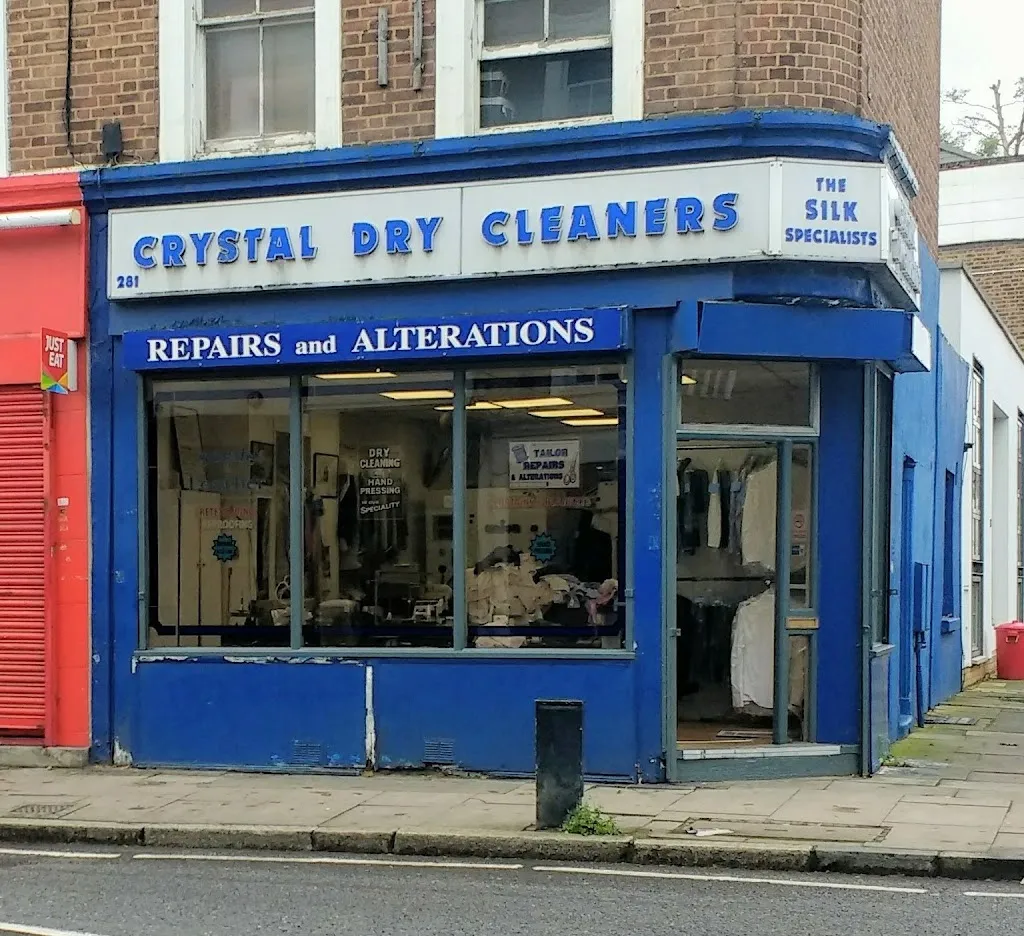 CRYSTAL DRY CLEANERS
281
THE
SILK
SPECIALISTS
REPAIRS and ALTERATIONS
JUST
EAT
DRY
CLEANING
HAND
PRESSING
SPECIALITY
TAILOR
REPAIRS
& ALTERATIONS